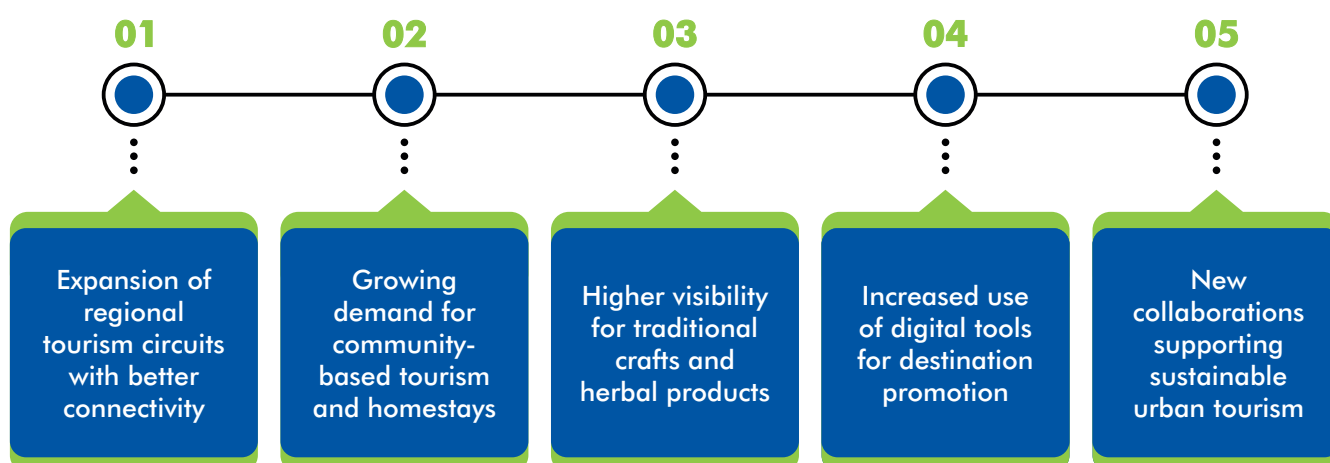 01
02
03
04
05
Expansion of
regional
tourism circuits
with better
connectivity
Growing
demand for
community-
based tourism
and homestays
Higher visibility
for traditional
crafts and
herbal products
Increased use
of digital tools
for destination
promotion
New
collaborations
supporting
sustainable
urban tourism